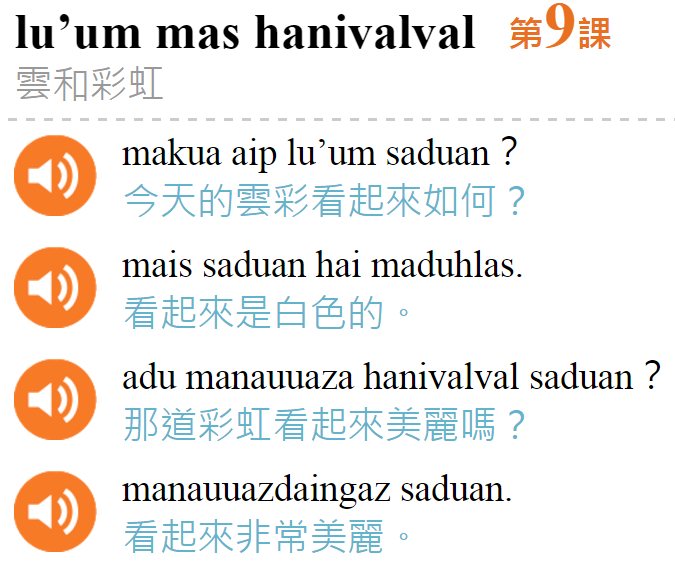 lu’um mas hanivalval 第9課
雲和彩虹
makua aip lu’um saduan？
今天的雲彩看起來如何？
mais saduan hai maduhlas.
看起來是白色的。
adu manauuaza hanivalval saduan？
那道彩虹看起來美麗嗎？
manauuazdaingaz saduan.
看起來非常美麗。